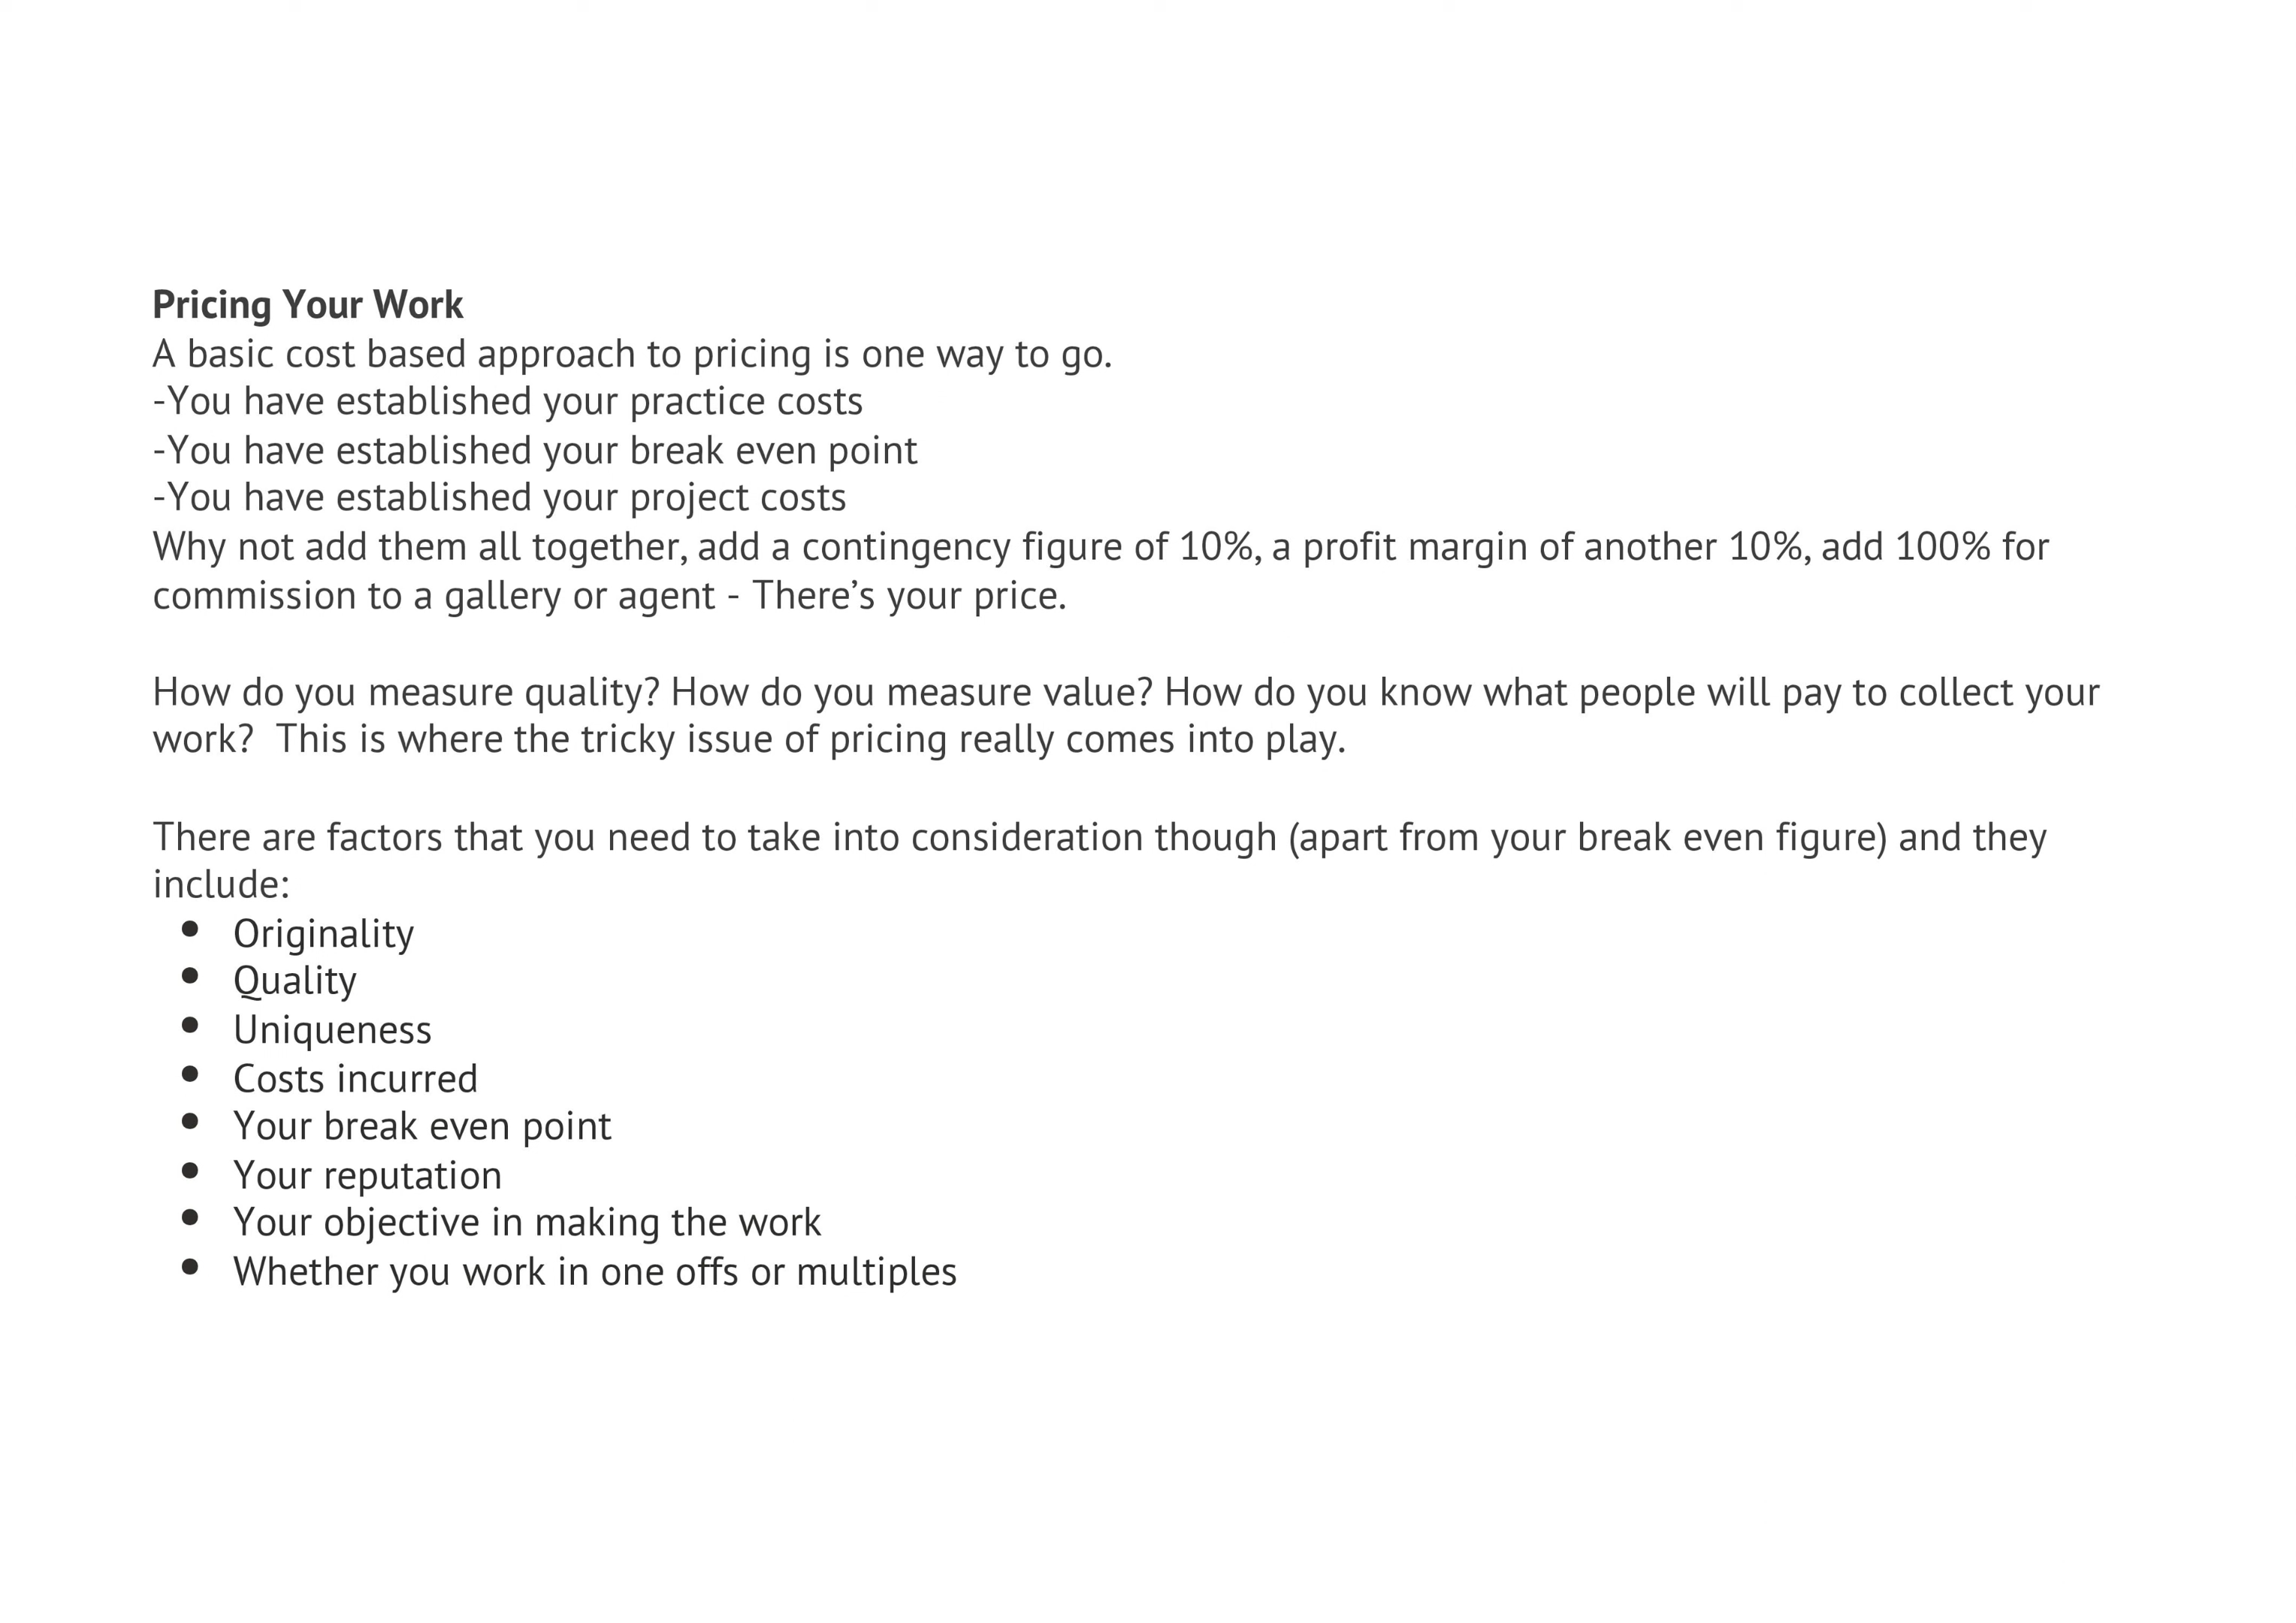 Pricing Your Work
A basic cost based approach to pricing is one way to go.
-You have established your practice costs
-You have established your break even point
-You have established your project costs
Why not add them all together, add a contingency figure of 10%, a profit margin of another 10%, add 100% for
commission to a gallery or agent - There’s your price.
How do you measure quality? How do you measure value? How do you know what people will pay to collect your
work?  This is where the tricky issue of pricing really comes into play.
There are factors that you need to take into consideration though (apart from your break even figure) and they
include:
• Originality
• Quality
• Uniqueness
• Costs incurred
• Your break even point
• Your reputation
• Your objective in making the work
• Whether you work in one offs or multiples